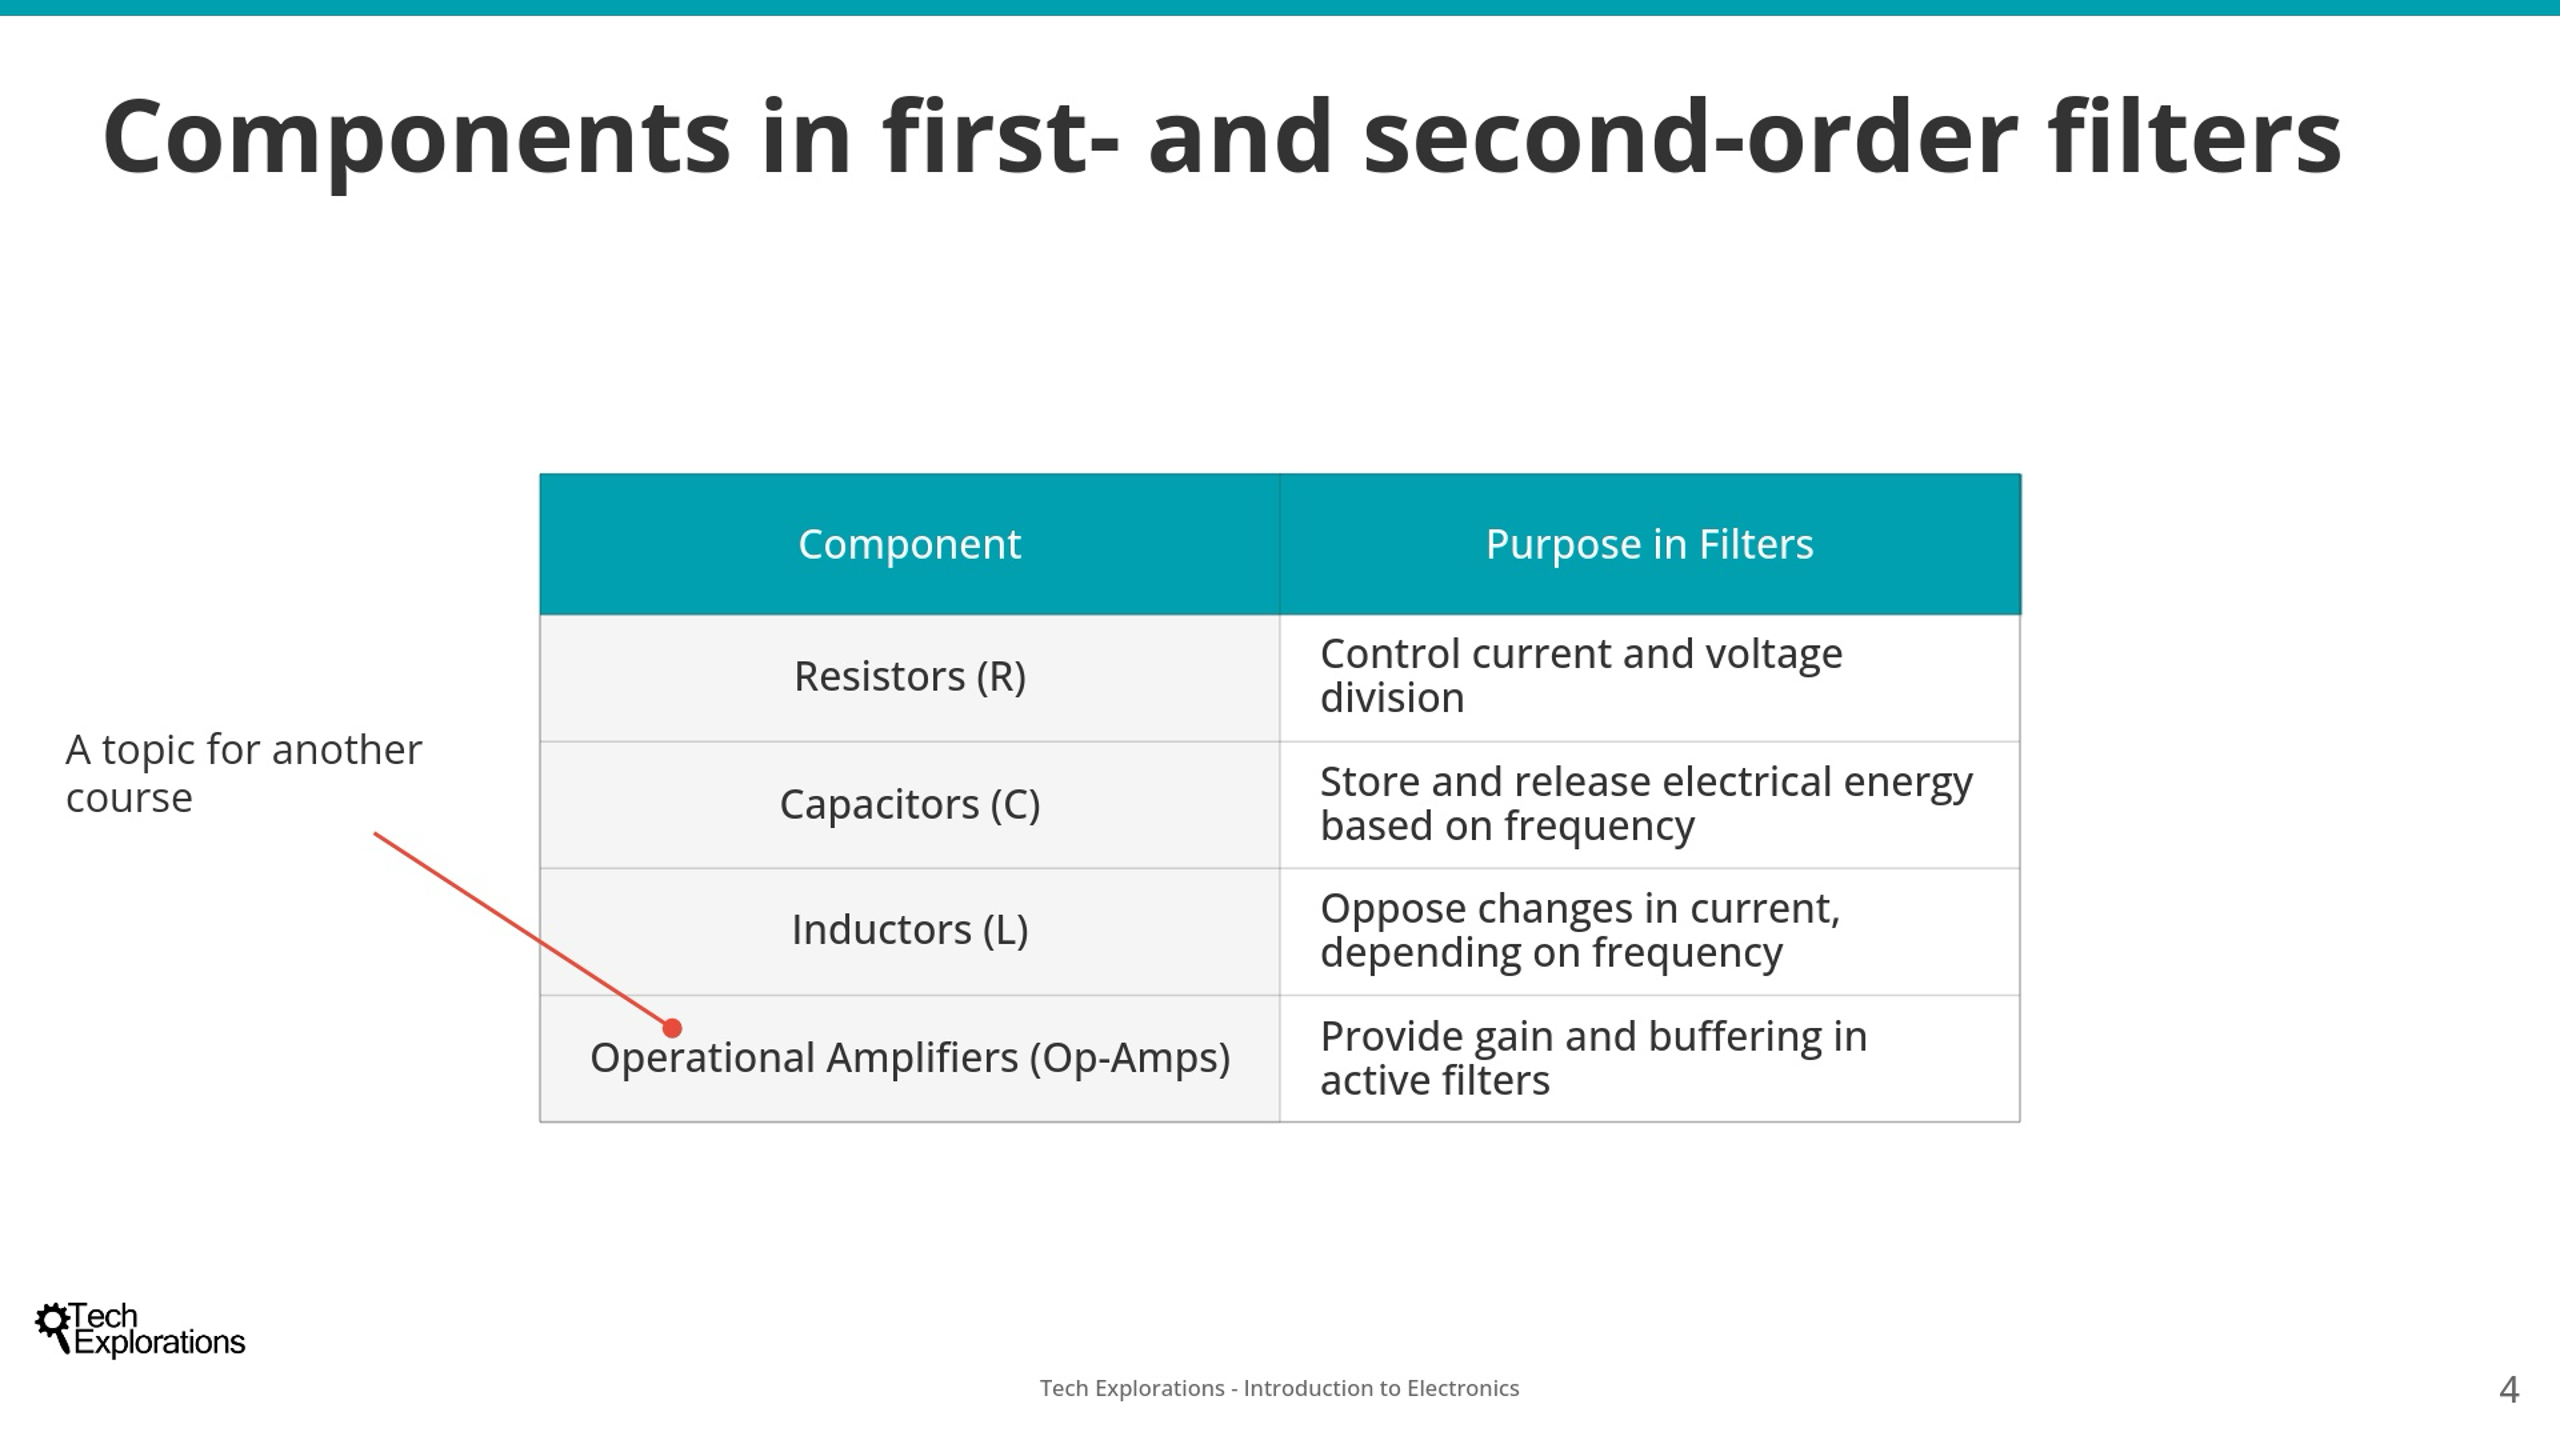 Components in first- and second-order filters
Component
Purpose in Filters
Resistors (R)
Control current and voltage
division
A topic for another
course
Capacitors (C)
Store and release electrical energy
based on frequency
Inductors (L)
Oppose changes in current,
depending on frequency
Operational Amplifiers (Op-Amps)
Provide gain and buffering in
active filters
Tech
Explorations
Tech Explorations - Introduction to Electronics
4